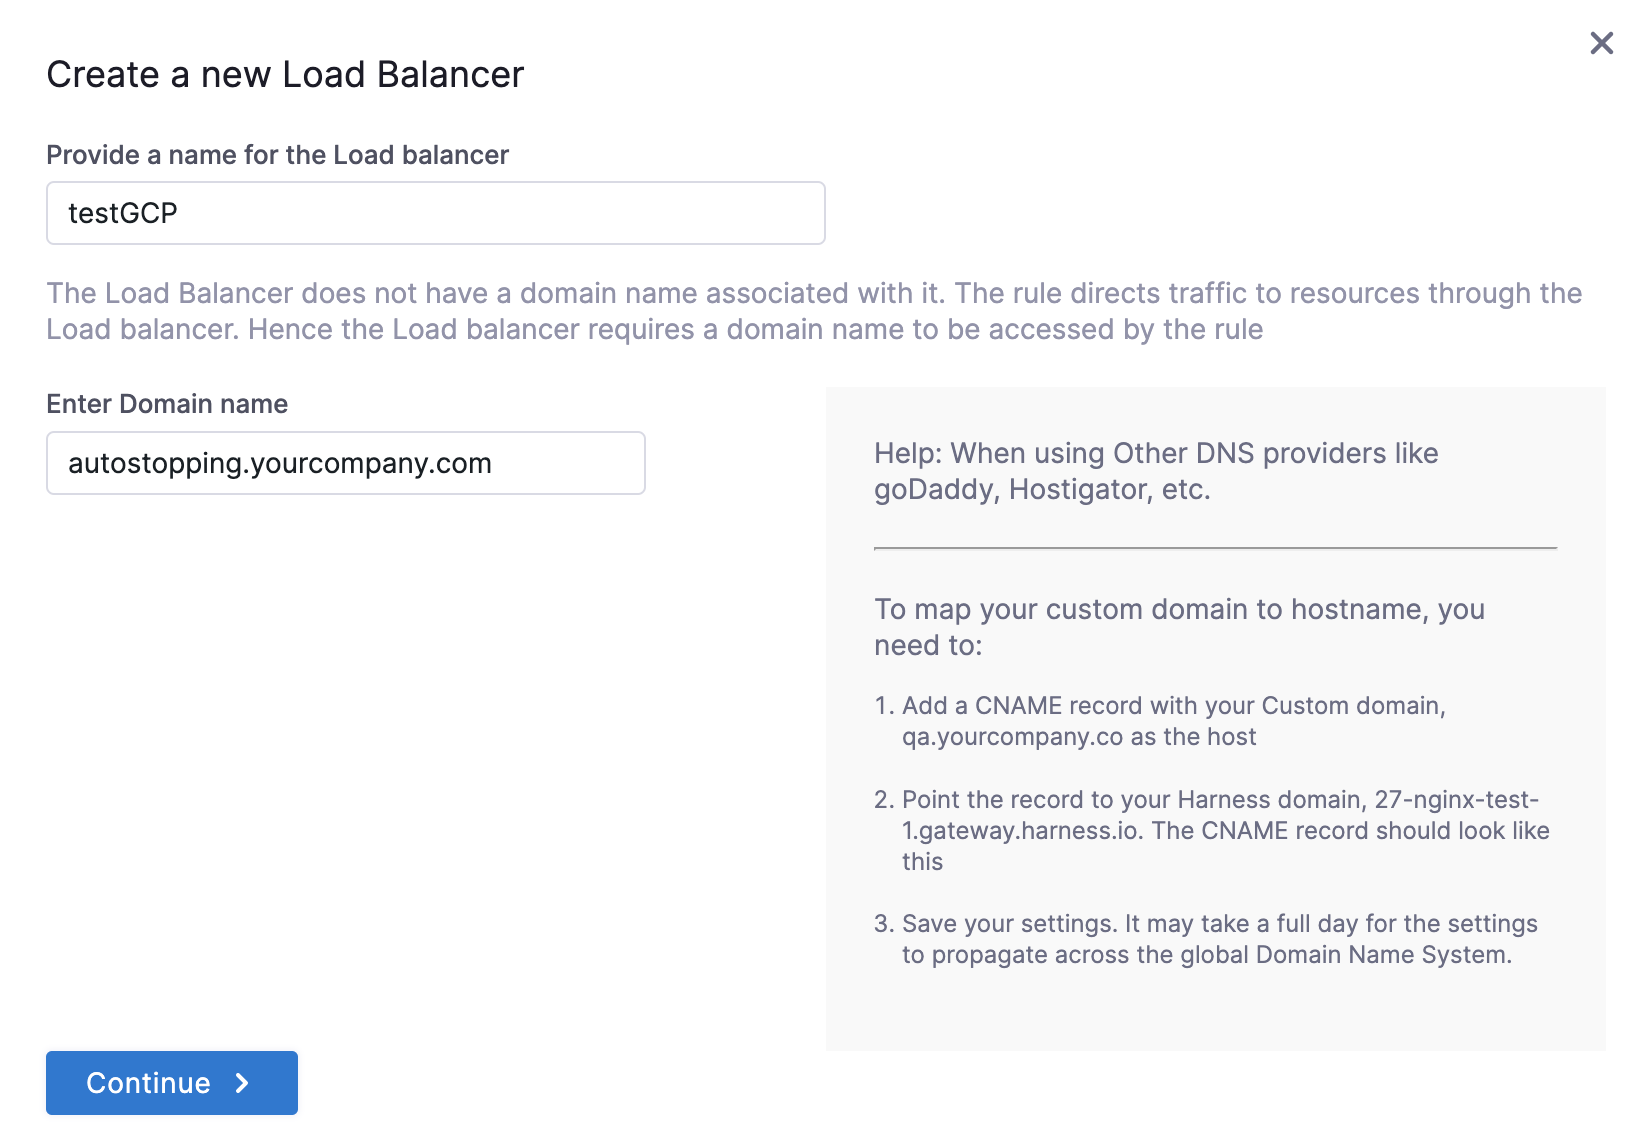 Create a new Load Balancer
Provide a name for the Load balancer
testGCP
The Load Balancer does not have a domain name associated with it. The rule directs traffic to resources through the
Load balancer. Hence the Load balancer requires a domain name to be accessed by the rule
Enter Domain name
autostopping.yourcompany.com
Help: When using Other DNS providers like
goDaddy, Hostigator, etc.
To map your custom domain to hostname, you
need to:
1. Add a CNAME record with your Custom domain,
qa.yourcompany.co as the host
2. Point the record to your Harness domain, 27-nginx-test-
1.gateway.harness.io. The CNAME record should look like
this
3. Save your settings. It may take a full day for the settings
to propagate across the global Domain Name System.
Continue